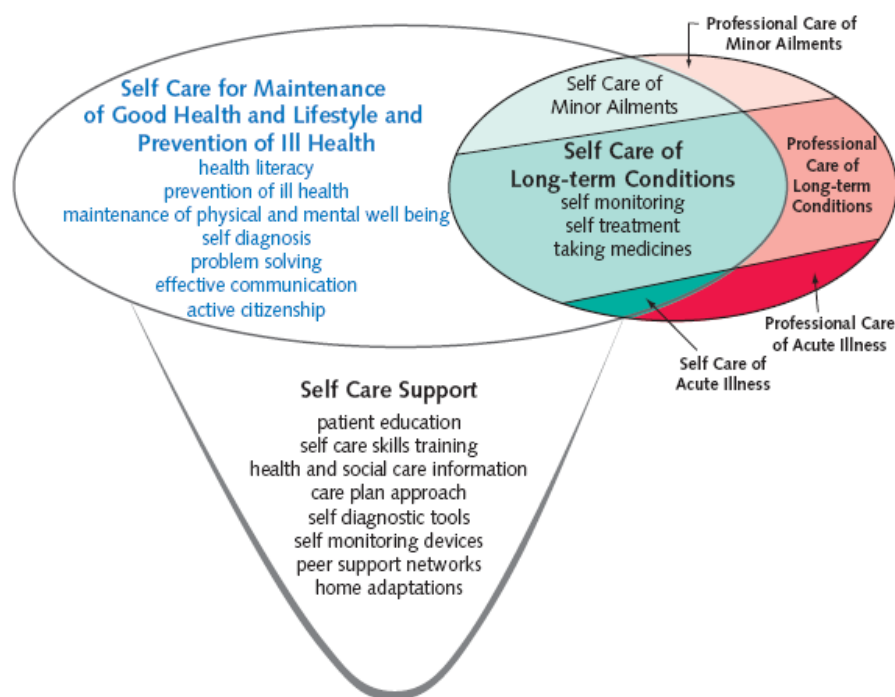 Professional Care of
Minor Ailments
Self Care for Maintenance
of Good Health and Lifestyle and
Prevention of Ill Health
health literacy
prevention of ill health
maintenance of physical and mental well being
self diagnosis
problem solving
effective communication
active citizenship
Self Care of
Minor Ailments
Self Care of
Long-term Conditions
self monitoring
self treatment
taking medicines
Professional
Care of
Long-term
Conditions
Professional Care
of Acute Illness
Self Care of
Acute Illness
Self Care Support
patient education
self care skills training
health and social care information
care plan approach
self diagnostic tools
self monitoring devices
peer support networks
home adaptations